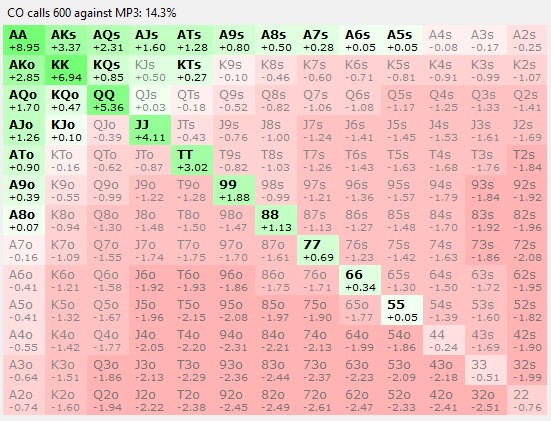 CO calls 600 against MP3: 14.3%
AA AKs AQs AJs ATs A9s A8s A7s A6s A5s A4s A3s A2s
+8.95 +3.37 +2.31 +1.60 +1.28 +0.80 +0.50 +0.28 +0.05 +0.05 -0.08 -0.17 -0.25
AKo KK KQs KJs KTs K9s K8s K7s K6s K5s K4s K3s K2s
+2.85 +6.94 +0.85 +0.50 +0.27 -0.10 -0.46 -0.60 -0.71 -0.81 -0.91 -0.99 -1.07
AQo KQo QQ QJs QTs Q9s Q8s Q7s Q6s Q5s Q4s Q3s Q2s
+1.70 +0.47 +5.36 +0.03 -0.18 -0.52 -0.82 -1.06 -1.08 -1.17 -1.25 -1.33 -1.41
AJo KJo QJo JJ JTs J9s J8s J7s J6s J5s J4s J3s J2s
+1.26 +0.10 -0.39 +4.11 -0.43 -0.76 -1.00 -1.24 -1.41 -1.45 -1.53 -1.61 -1.69
ATo KTo QTo JTo TT T9s T8s T7s T6s T5s T4s T3s T2s
+0.90 -0.16 -0.62 -0.87 +3.02 -0.82 -1.03 -1.26 -1.43 -1.63 -1.68 -1.76 -1.84
A9o K9o Q9o J9o T9o 99 98s 97s 96s 95s 94s 93s 92s
+0.39 -0.55 -0.99 -1.22 -1.28 +1.88 -0.99 -1.21 -1.36 -1.57 -1.79 -1.84 -1.92
A8o K8o Q8o J8o T8o 98o 88 87s 86s 85s 84s 83s 82s
+0.07 -0.94 -1.30 -1.48 -1.50 -1.47 +1.13 -1.13 -1.27 -1.48 -1.70 -1.92 -1.96
A7o K7o Q7o J7o T7o 97o 87o 77 76s 75s 74s 73s 72s
-0.16 -1.09 -1.55 -1.74 -1.75 -1.70 -1.61 +0.69 -1.23 -1.42 -1.63 -1.86 -2.08
A6o K6o Q6o J6o T6o 96o 86o 76o 66 65s 64s 63s 62s
-0.41 -1.21 -1.58 -1.92 -1.93 -1.86 -1.75 -1.71 +0.34 -1.30 -1.50 -1.72 -1.95
A5o K5o Q5o J5o T5o 95o 85o 75o 65o 55 54s 53s 52s
-0.41 -1.32 -1.67 -1.96 -2.15 -2.08 -1.97 -1.90 -1.77 +0.05 -1.39 -1.60 -1.82
A4o K4o Q4o J4o T4o 94o 84o 74o 64o 54o 44 43s 42s
-0.55 -1.42 -1.77 -2.05 -2.20 -2.31 -2.21 -2.13 -1.99 -1.86 -0.24 -1.69 -1.90
A3o K3o Q3o J3o T3o 93o 83o 73o 63o 53o 43o 33 32s
-0.64 -1.51 -1.86 -2.13 -2.29 -2.36 -2.44 -2.37 -2.23 -2.09 -2.18 -0.51 -1.99
A2o K2o Q2o J2o T2o 92o 82o 72o 62o 52o 42o 32o 22
-0.74 -1.60 -1.94 -2.22 -2.38 -2.45 -2.49 -2.61 -2.47 -2.33 -2.41 -2.51 -0.76